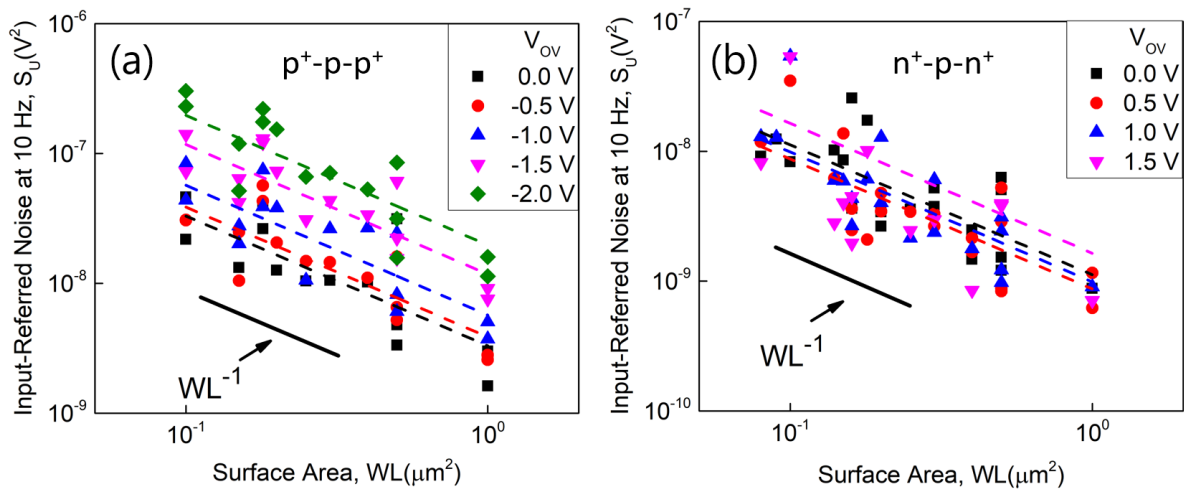 (a)
p⁺-p-p⁺
V_OV
0.0 V
-0.5 V
-1.0 V
-1.5 V
-2.0 V
WL⁻¹
10⁻⁶
10⁻⁷
10⁻⁸
10⁻⁹
10⁻¹
10⁰
Input-Referred Noise at 10 Hz, S_U(V²)
Surface Area, WL(μm²)
(b)
n⁺-p-n⁺
V_OV
0.0 V
0.5 V
1.0 V
1.5 V
WL⁻¹
10⁻⁷
10⁻⁸
10⁻⁹
10⁻¹⁰
10⁻¹
10⁰
Input-Referred Noise at 10 Hz, S_U(V²)
Surface Area, WL(μm²)